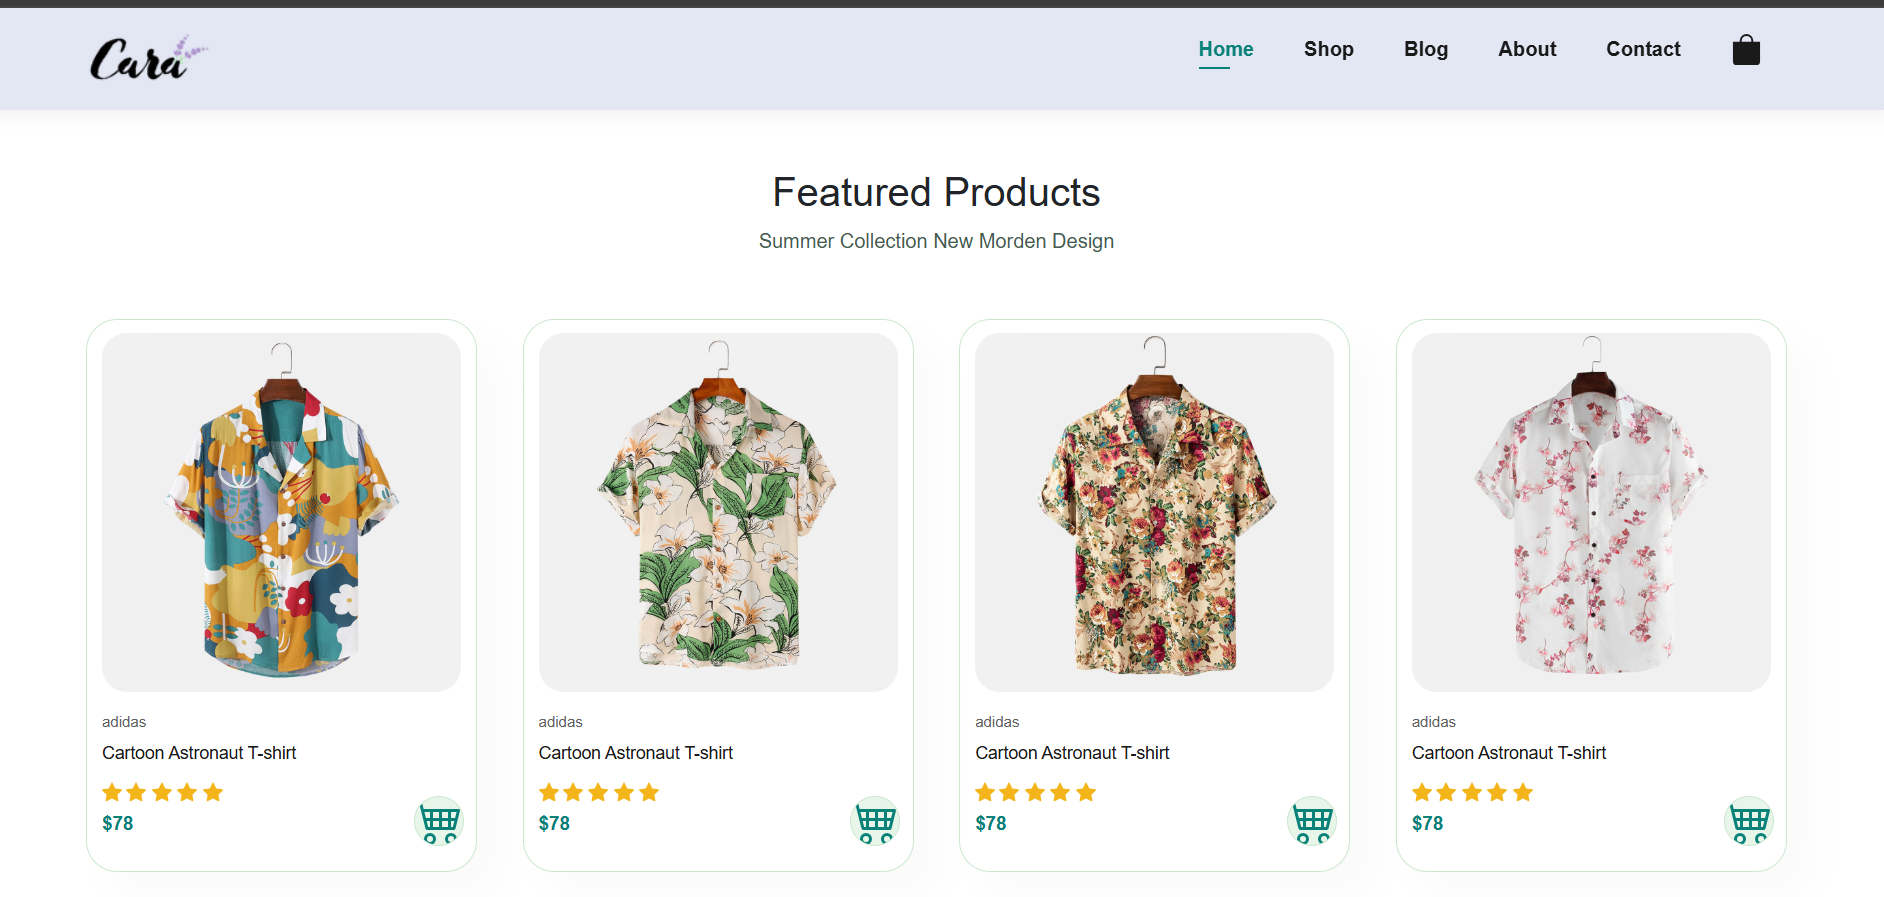 Cara
Home Shop Blog About Contact
Featured Products
Summer Collection New Morden Design
adidas
Cartoon Astronaut T-shirt
$78
adidas
Cartoon Astronaut T-shirt
$78
adidas
Cartoon Astronaut T-shirt
$78
adidas
Cartoon Astronaut T-shirt
$78